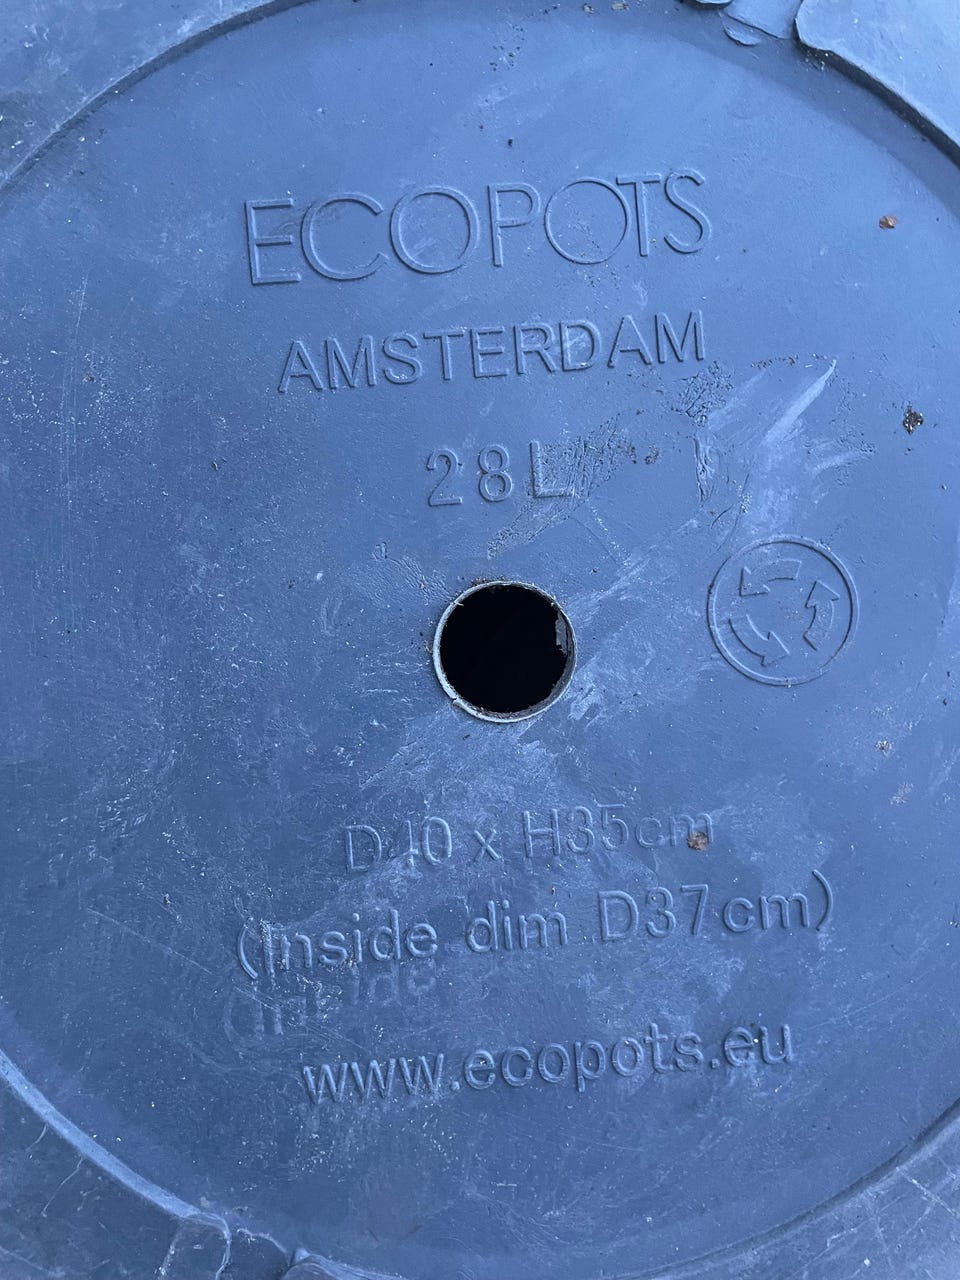 ECOPOTS
AMSTERDAM
28L
D40 x H35cm
(Inside dim D37cm)
www.ecopots.eu